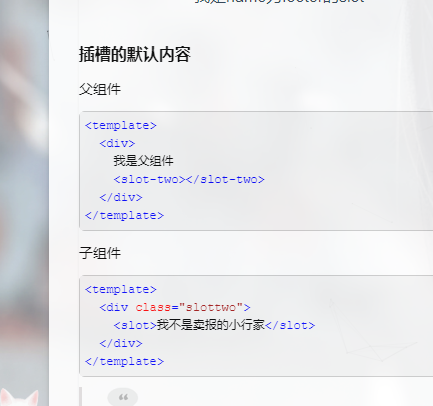 插槽的默认内容
父组件
<template>
<div>
我是父组件
<slot-two></slot-two>
</div>
</template>
子组件
<template>
<div class="slottwo">
<slot>我不是卖报的小行家</slot>
</div>
</template>